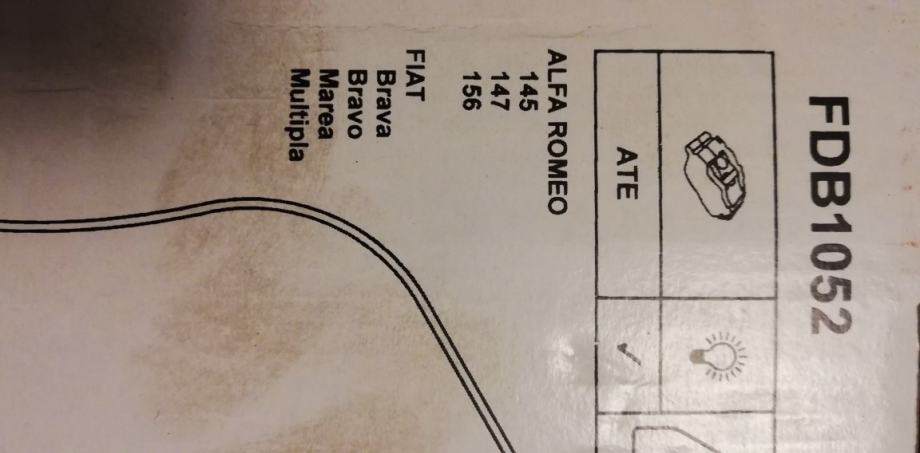 FDB1052
ATE
ALFA ROMEO
145
147
156
FIAT
Brava
Bravo
Marea
Multipla